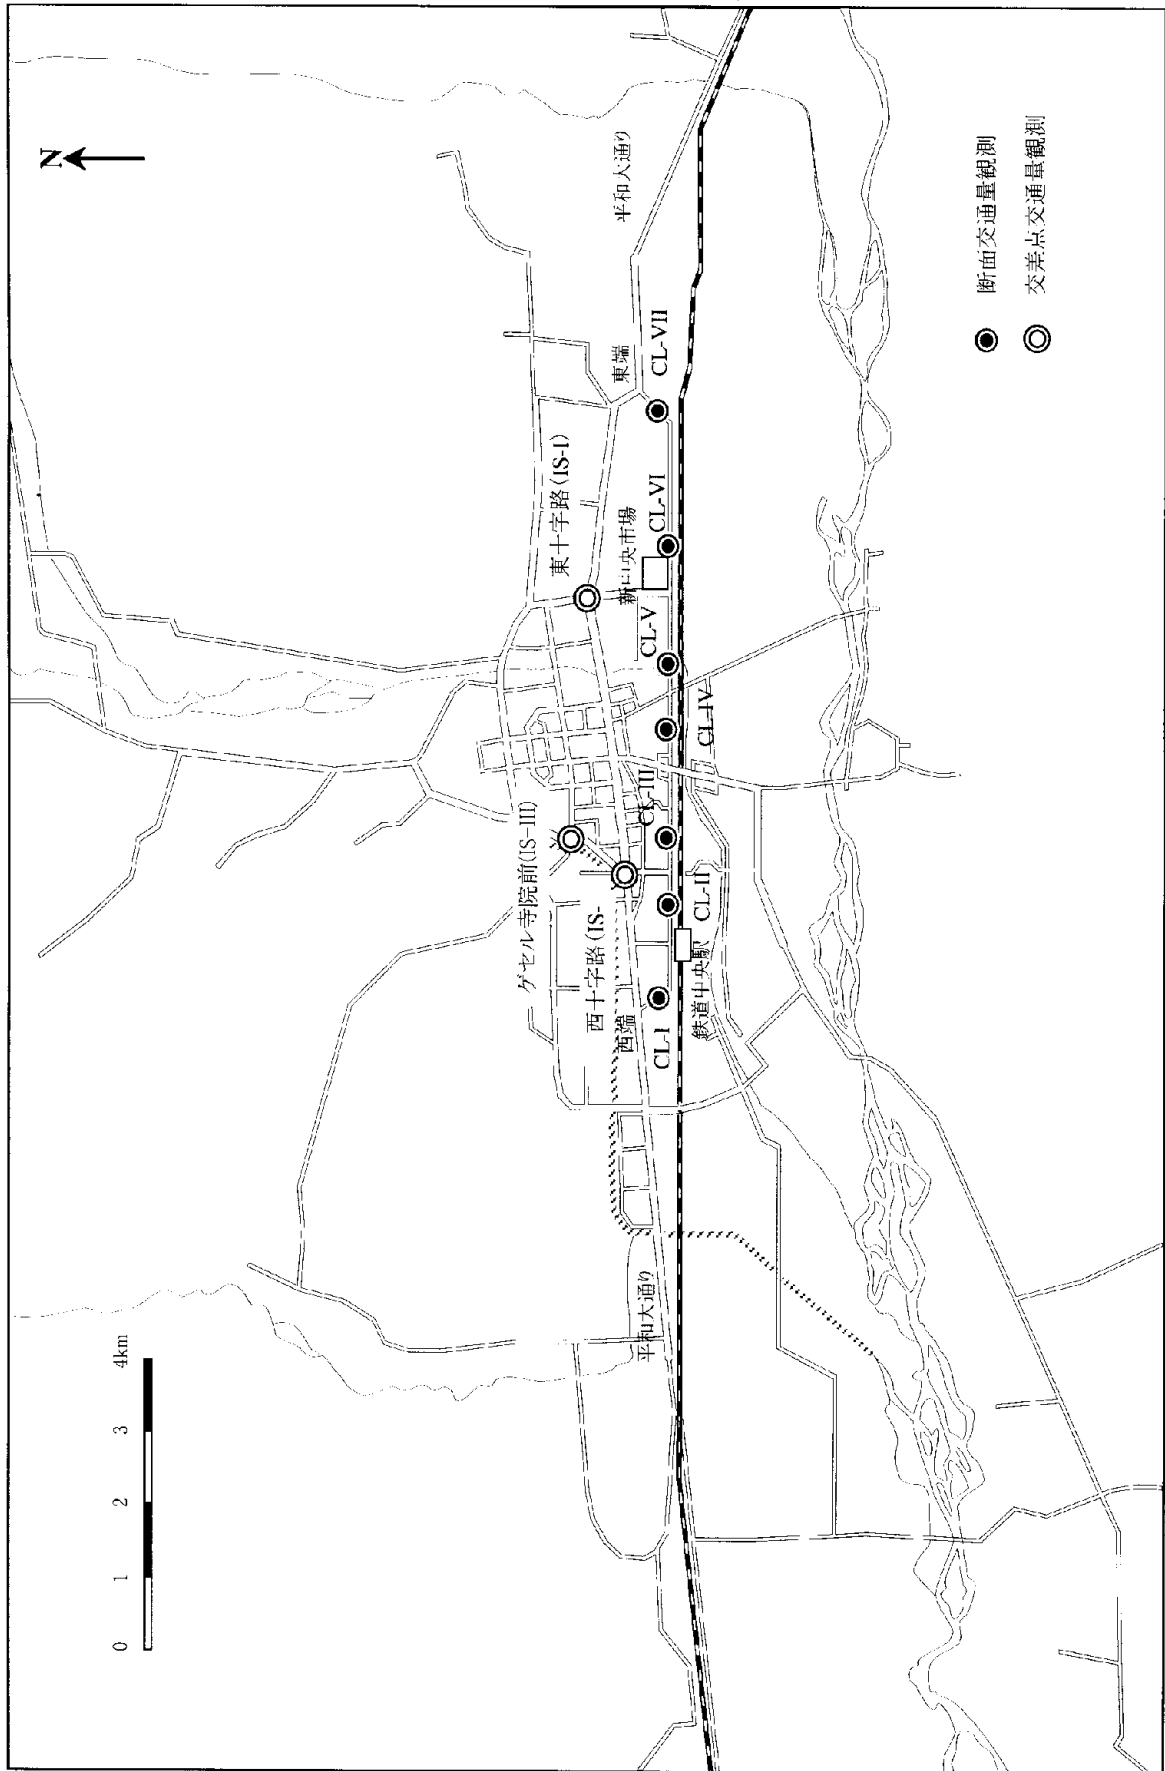 N
平和大通り
東端
CL-VII
東十字路(IS-I)
新中央市場
CL-VI
CL-V
CL-IV
CL-III
ゲセル寺院前(IS-III)
西十字路(IS-
西端
CL-II
鉄道中央駅
CL-I
平和大通り
0 1 2 3 4km
断面交通量観測
交差点交通量観測